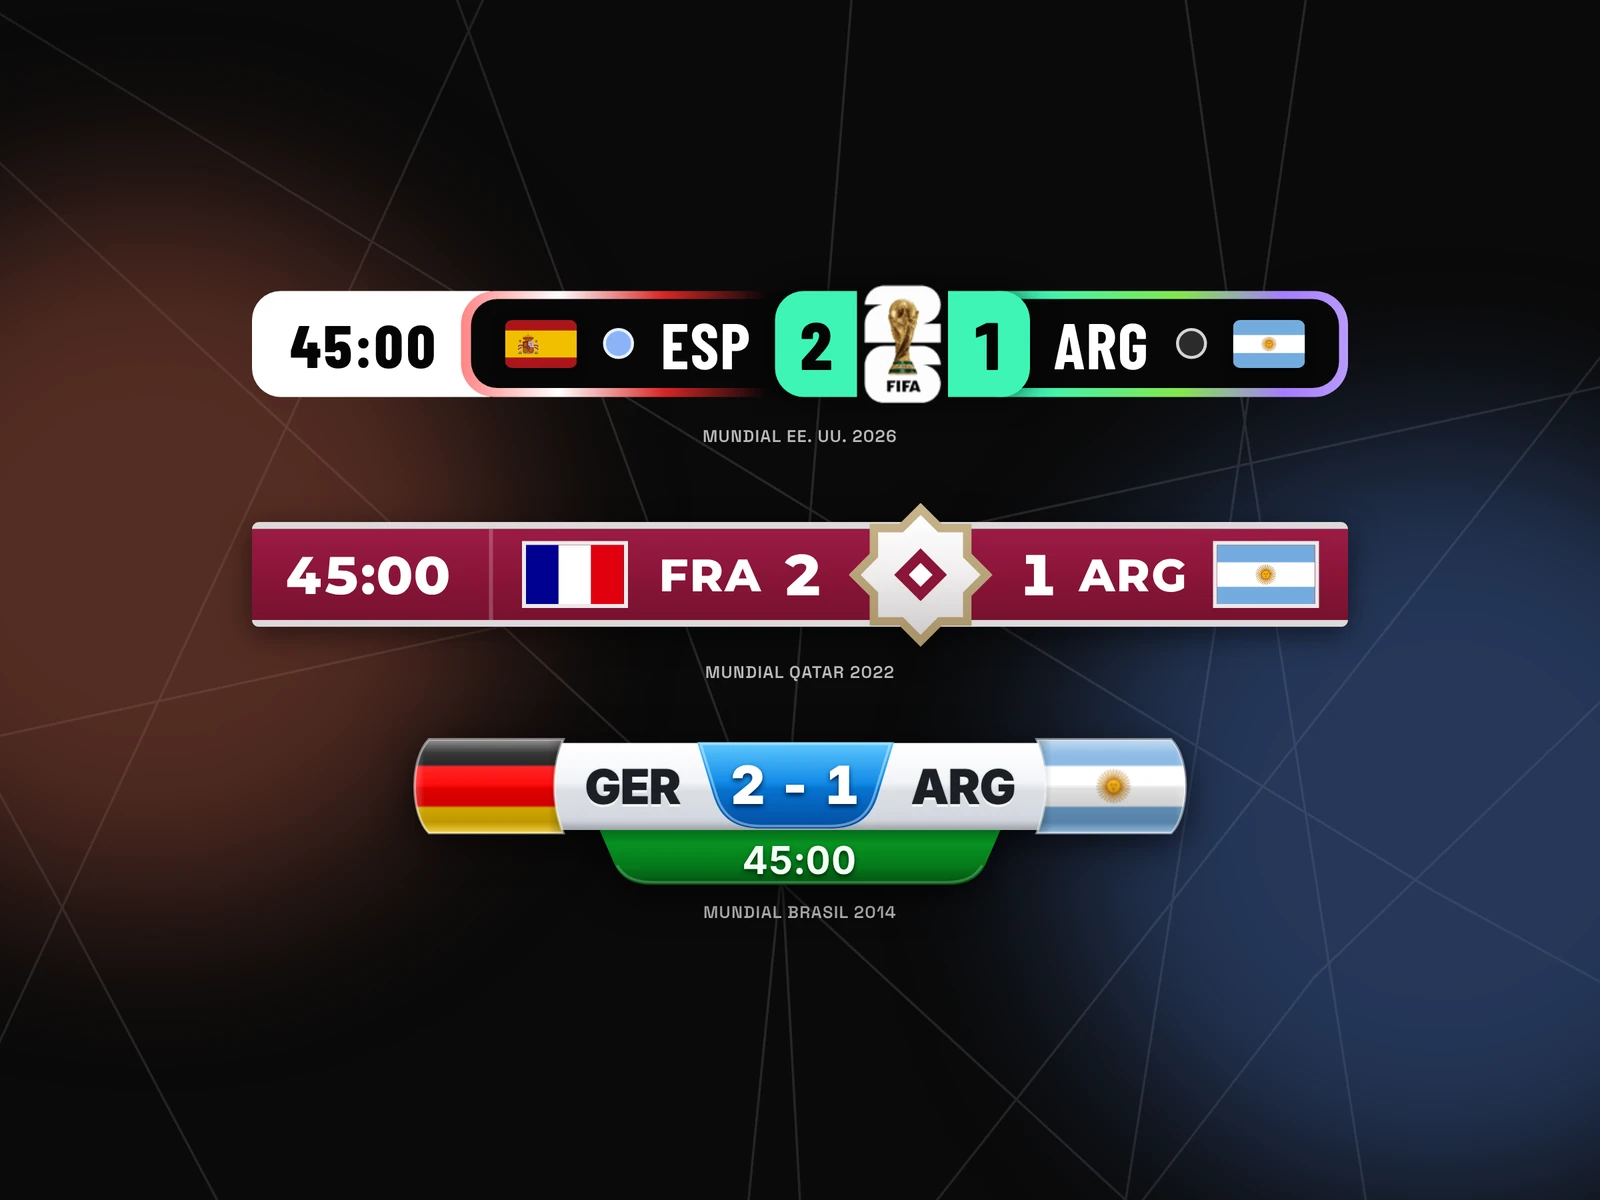 45:00 ESP 2 FIFA 1 ARG
MUNDIAL EE. UU. 2026
45:00 FRA 2 1 ARG
MUNDIAL QATAR 2022
GER 2 - 1 ARG
45:00
MUNDIAL BRASIL 2014